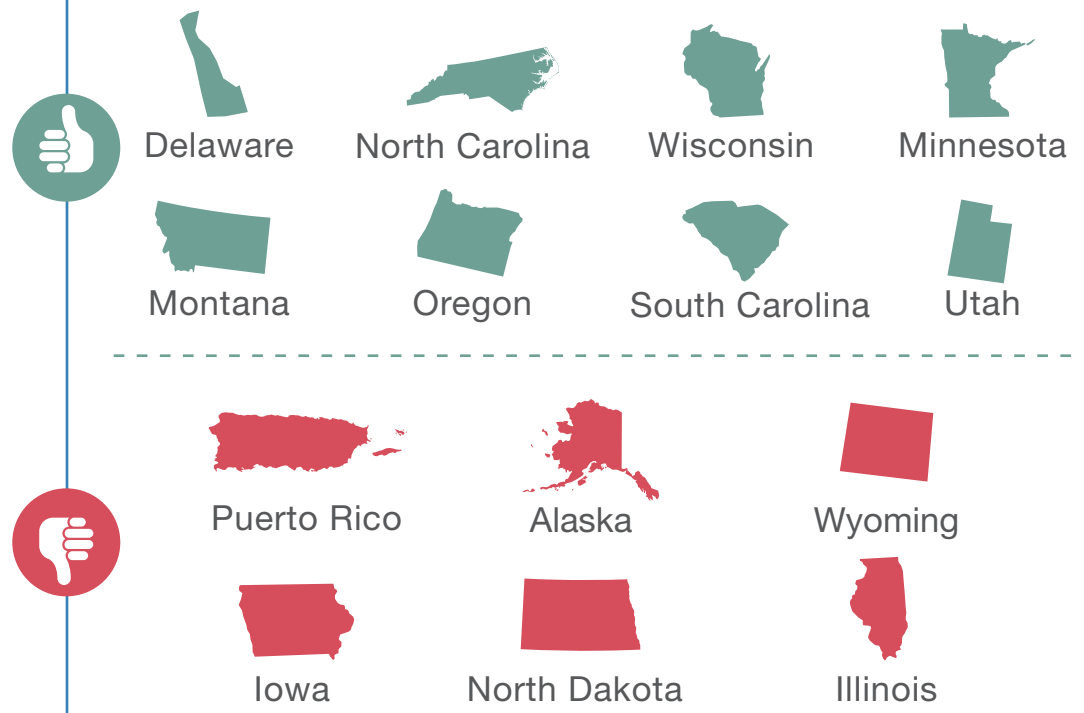 Delaware
North Carolina
Wisconsin
Minnesota
Montana
Oregon
South Carolina
Utah
Puerto Rico
Alaska
Wyoming
Iowa
North Dakota
Illinois